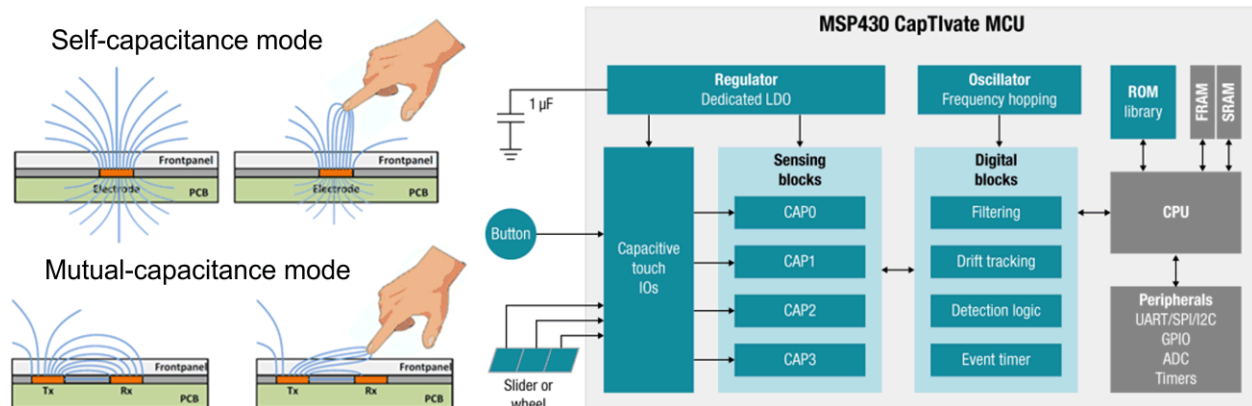 Self-capacitance mode
Frontpanel
Electrode
PCB
Frontpanel
Electrode
PCB
Mutual-capacitance mode
Frontpanel
Tx
Rx
PCB
Frontpanel
Tx
Rx
PCB
MSP430 CapTIvate MCU
1 µF
Regulator
Dedicated LDO
Oscillator
Frequency hopping
ROM
library
FRAM
SRAM
Button
Slider or
wheel
Capacitive
touch
IOs
Sensing
blocks
CAP0
CAP1
CAP2
CAP3
Digital
blocks
Filtering
Drift tracking
Detection logic
Event timer
CPU
Peripherals
UART/SPI/I2C
GPIO
ADC
Timers